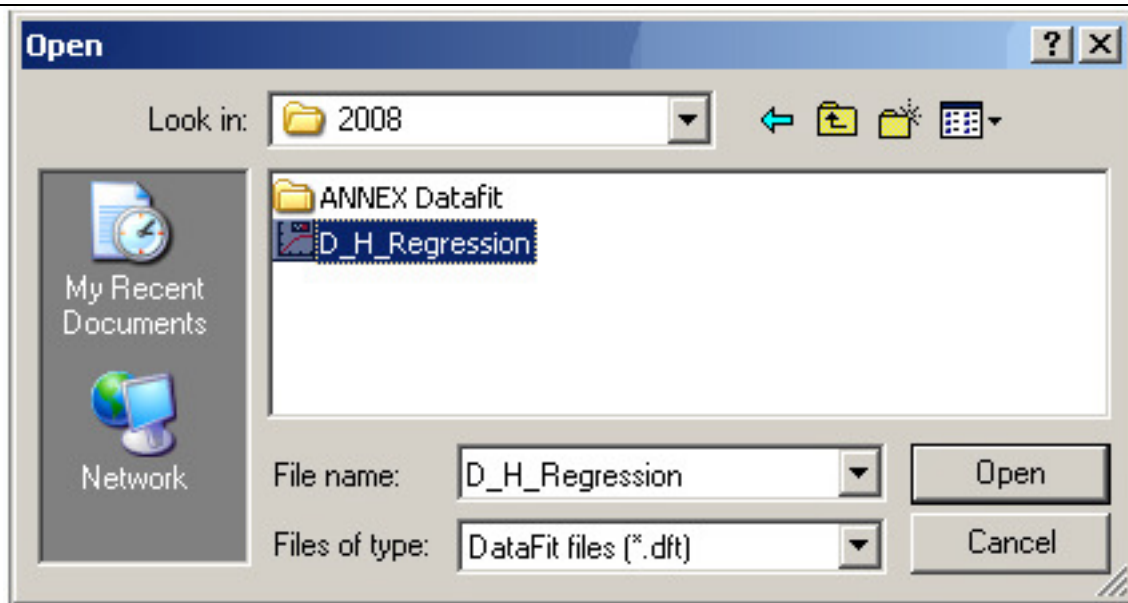 Open
Look in: 2008
ANNEX Datafit
D_H_Regression
My Recent
Documents
Network
File name: D_H_Regression Open
Files of type: DataFit files (*.dft) Cancel